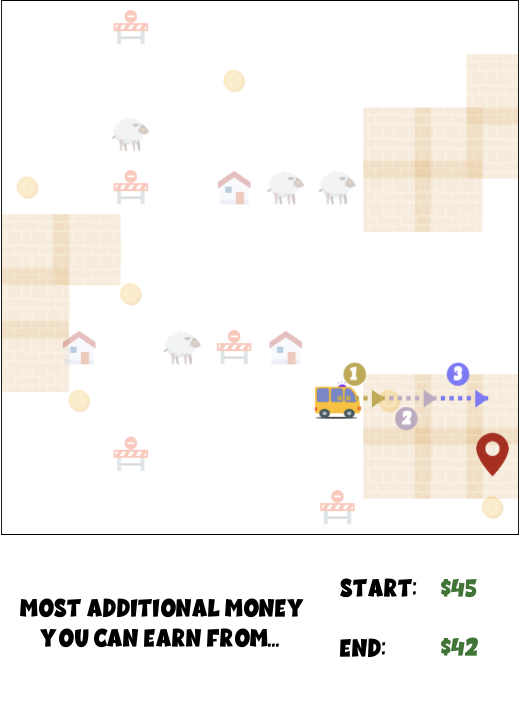 1
3
2
MOST ADDITIONAL MONEY
YOU CAN EARN FROM...
START: $45
END: $42